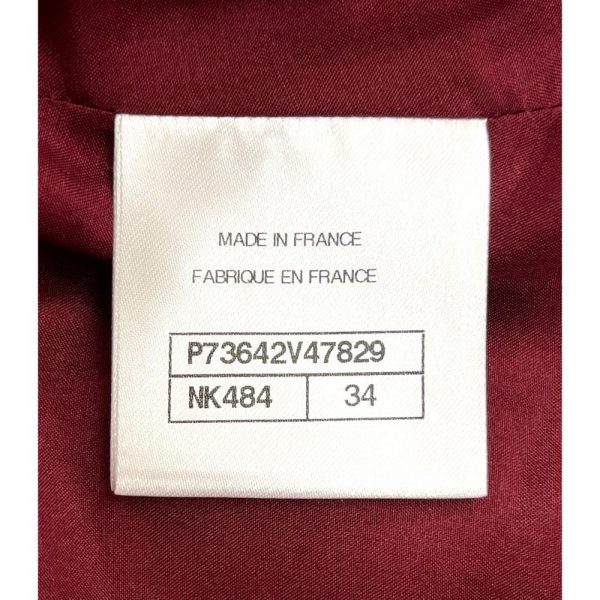 MADE IN FRANCE
FABRIQUE EN FRANCE
P73642V47829
NK484 34